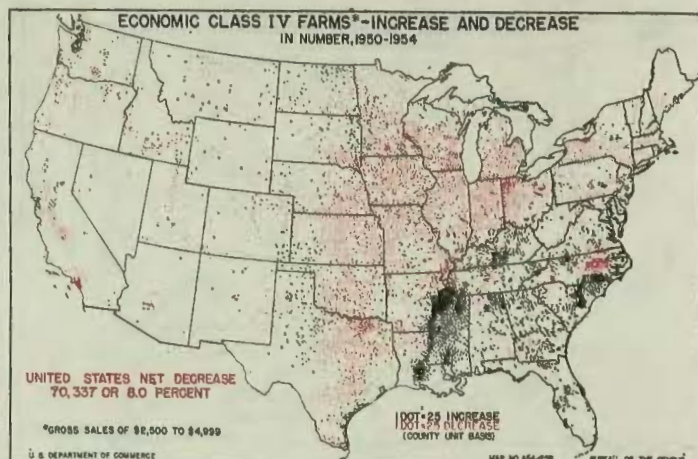 ECONOMIC CLASS IV FARMS*-INCREASE AND DECREASE
IN NUMBER, 1950-1954
UNITED STATES NET DECREASE
70,337 OR 8.0 PERCENT
*GROSS SALES OF $2,500 TO $4,999
1 DOT=25 INCREASE
1 DOT=25 DECREASE
(COUNTY UNIT BASIS)
U. S. DEPARTMENT OF COMMERCE